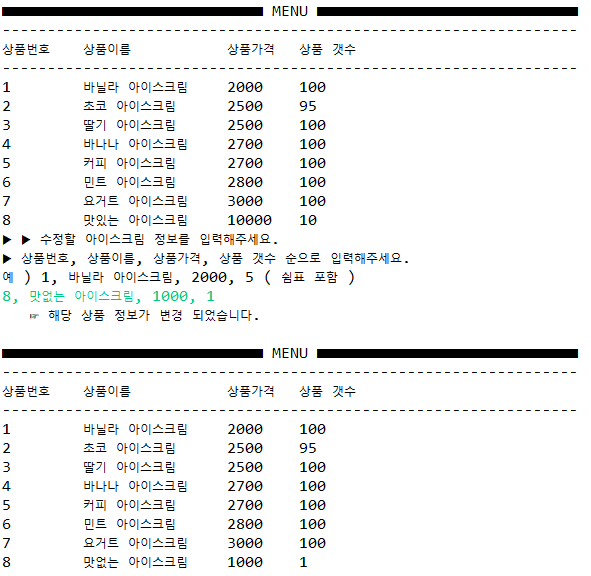 ■■■■■■■■■■■■■■■■■■■■■■■■■■■■■ MENU ■■■■■■■■■■■■■■■■■■■■■■■■■■■■■
----------------------------------------------------------------
상품번호 상품이름 상품가격 상품 갯수
----------------------------------------------------------------
1 바닐라 아이스크림 2000 100
2 초코 아이스크림 2500 95
3 딸기 아이스크림 2500 100
4 바나나 아이스크림 2700 100
5 커피 아이스크림 2700 100
6 민트 아이스크림 2800 100
7 요거트 아이스크림 3000 100
8 맛있는 아이스크림 10000 10
▶ ▶ 수정할 아이스크림 정보를 입력해주세요.
▶ 상품번호, 상품이름, 상품가격, 상품 갯수 순으로 입력해주세요.
예 ) 1, 바닐라 아이스크림, 2000, 5 ( 쉼표 포함 )
8, 맛없는 아이스크림, 1000, 1
☞ 해당 상품 정보가 변경 되었습니다.
■■■■■■■■■■■■■■■■■■■■■■■■■■■■■ MENU ■■■■■■■■■■■■■■■■■■■■■■■■■■■■■
----------------------------------------------------------------
상품번호 상품이름 상품가격 상품 갯수
----------------------------------------------------------------
1 바닐라 아이스크림 2000 100
2 초코 아이스크림 2500 95
3 딸기 아이스크림 2500 100
4 바나나 아이스크림 2700 100
5 커피 아이스크림 2700 100
6 민트 아이스크림 2800 100
7 요거트 아이스크림 3000 100
8 맛없는 아이스크림 1000 1